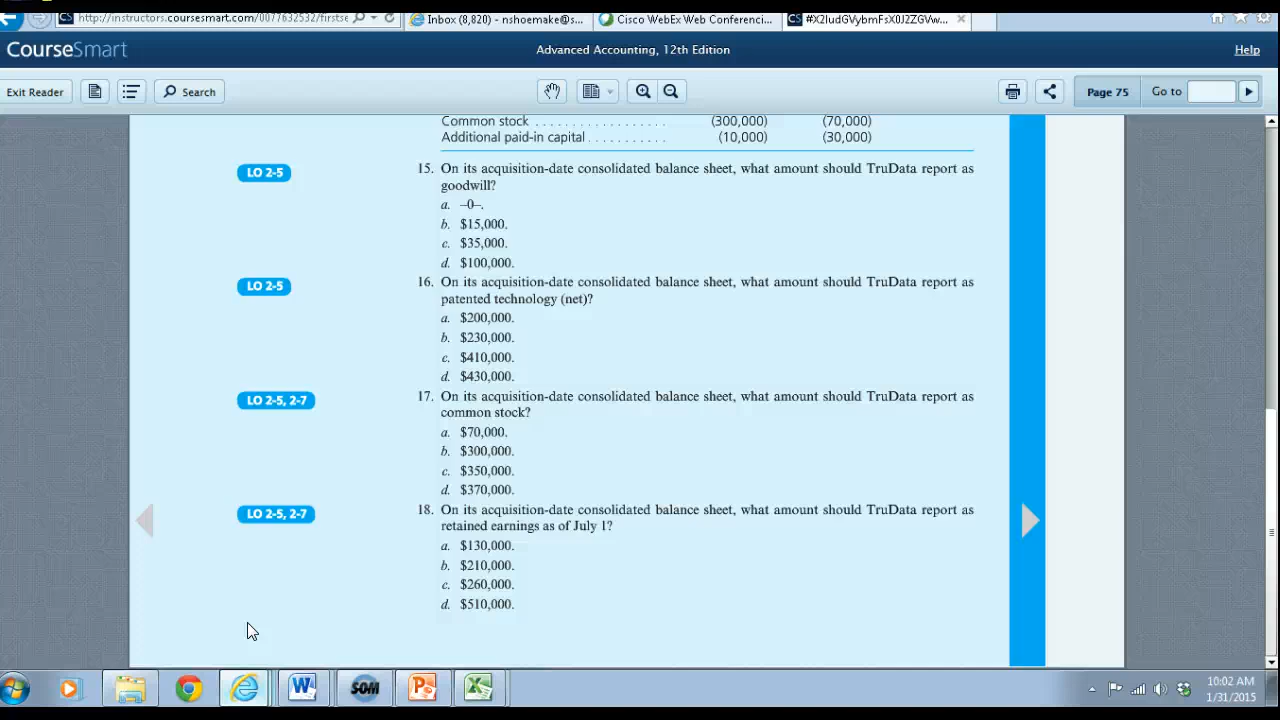 http://instructors.coursesmart.com/0077632532/firstse
Inbox (8,820) - nshoemake@s...
Cisco WebEx Web Conferenci...
CS #X2ludGVybmFsX0J2ZGVw...
CourseSmart
Advanced Accounting, 12th Edition
Help
Exit Reader
Search
Page 75
Go to
Common stock . . . . . . . . . . . . . . . . . . . (300,000) (70,000)
Additional paid-in capital . . . . . . . . . . . (10,000) (30,000)
LO 2-5
15. On its acquisition-date consolidated balance sheet, what amount should TruData report as
goodwill?
a. –0–.
b. $15,000.
c. $35,000.
d. $100,000.
LO 2-5
16. On its acquisition-date consolidated balance sheet, what amount should TruData report as
patented technology (net)?
a. $200,000.
b. $230,000.
c. $410,000.
d. $430,000.
LO 2-5, 2-7
17. On its acquisition-date consolidated balance sheet, what amount should TruData report as
common stock?
a. $70,000.
b. $300,000.
c. $350,000.
d. $370,000.
LO 2-5, 2-7
18. On its acquisition-date consolidated balance sheet, what amount should TruData report as
retained earnings as of July 1?
a. $130,000.
b. $210,000.
c. $260,000.
d. $510,000.
SOM
10:02 AM
1/31/2015